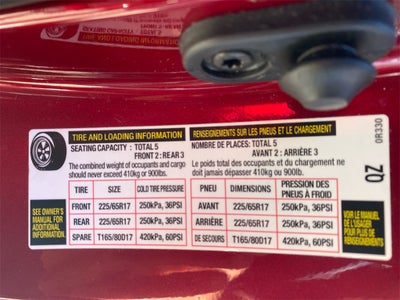 TIRE AND LOADING INFORMATION
SEATING CAPACITY : TOTAL 5
FRONT 2 : REAR 3
The combined weight of occupants and cargo
should never exceed 410kg or 900lbs.
TIRE SIZE COLD TIRE PRESSURE
FRONT 225/65R17 250kPa, 36PSI
REAR 225/65R17 250kPa, 36PSI
SPARE T165/80D17 420kPa, 60PSI
SEE OWNER'S
MANUAL FOR
ADDITIONAL
INFORMATION.
RENSEIGNEMENTS SUR LES PNEUS ET LE CHARGEMENT
NOMBRE DE PLACES: TOTAL 5
AVANT 2 : ARRIÈRE 3
Le poids total des occupants et du chargement ne
doit jamais dépasser 410kg ou 900lb.
PNEU DIMENSIONS PRESSION DES
PNEUS À FROID
AVANT 225/65R17 250kPa, 36PSI
ARRIÈRE 225/65R17 250kPa, 36PSI
DE SECOURS T165/80D17 420kPa, 60PSI
VOIR LE MANUEL
DE L'USAGER
POUR PLUS DE
RENSEIGNEMENTS
0R330
QZ